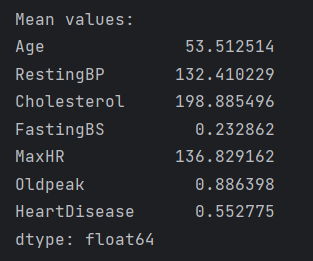 Mean values:
Age 53.512514
RestingBP 132.410229
Cholesterol 198.885496
FastingBS 0.232862
MaxHR 136.829162
Oldpeak 0.886398
HeartDisease 0.552775
dtype: float64